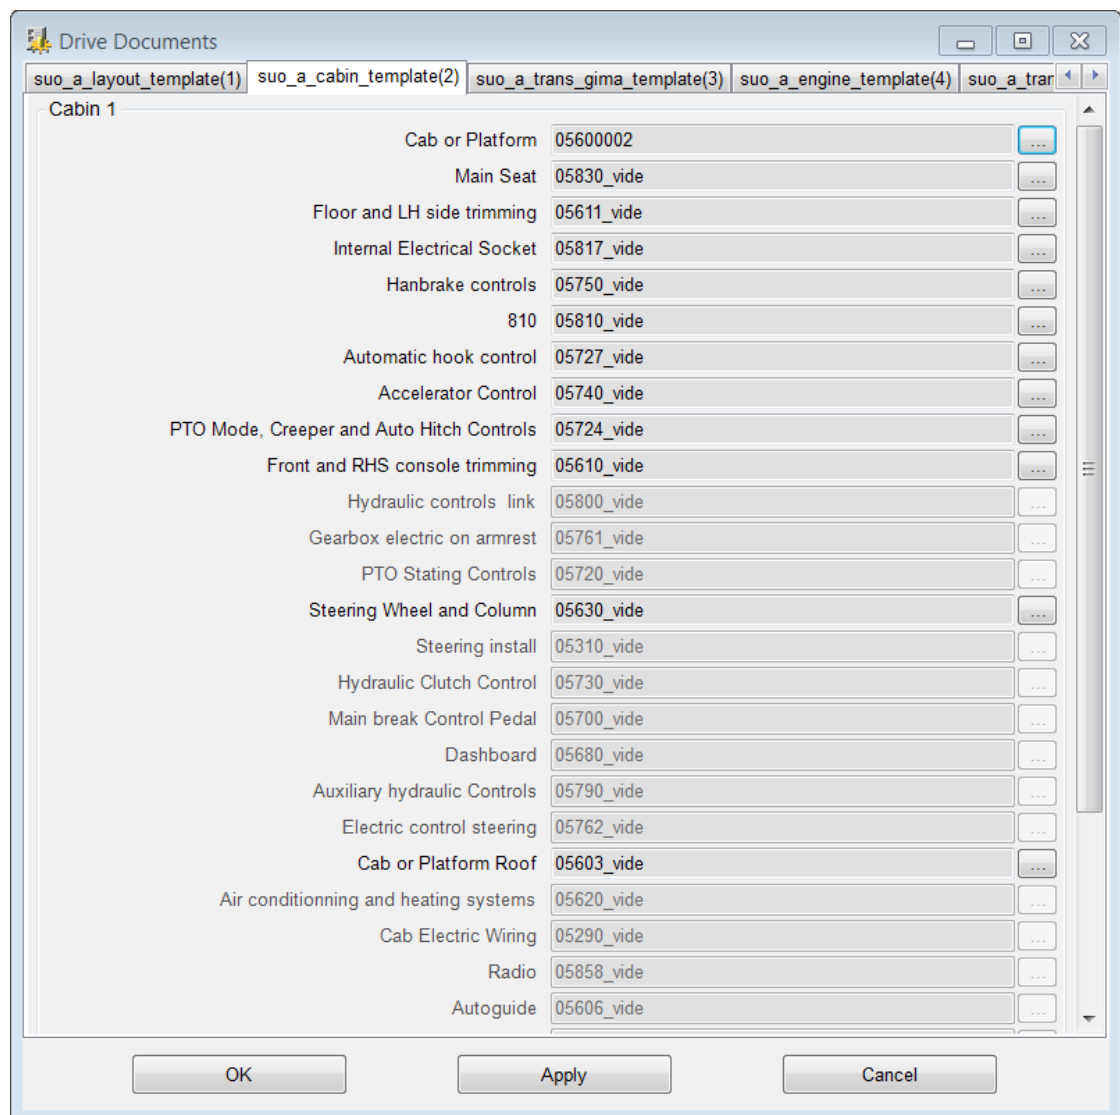 Drive Documents
suo_a_layout_template(1) suo_a_cabin_template(2) suo_a_trans_gima_template(3) suo_a_engine_template(4) suo_a_tran
Cabin 1
Cab or Platform 05600002 ...
Main Seat 05830_vide ...
Floor and LH side trimming 05611_vide ...
Internal Electrical Socket 05817_vide ...
Hanbrake controls 05750_vide ...
810 05810_vide ...
Automatic hook control 05727_vide ...
Accelerator Control 05740_vide ...
PTO Mode, Creeper and Auto Hitch Controls 05724_vide ...
Front and RHS console trimming 05610_vide ...
Hydraulic controls  link 05800_vide ...
Gearbox electric on armrest 05761_vide ...
PTO Stating Controls 05720_vide ...
Steering Wheel and Column 05630_vide ...
Steering install 05310_vide ...
Hydraulic Clutch Control 05730_vide ...
Main break Control Pedal 05700_vide ...
Dashboard 05680_vide ...
Auxiliary hydraulic Controls 05790_vide ...
Electric control steering 05762_vide ...
Cab or Platform Roof 05603_vide ...
Air conditionning and heating systems 05620_vide ...
Cab Electric Wiring 05290_vide ...
Radio 05858_vide ...
Autoguide 05606_vide ...
OK Apply Cancel